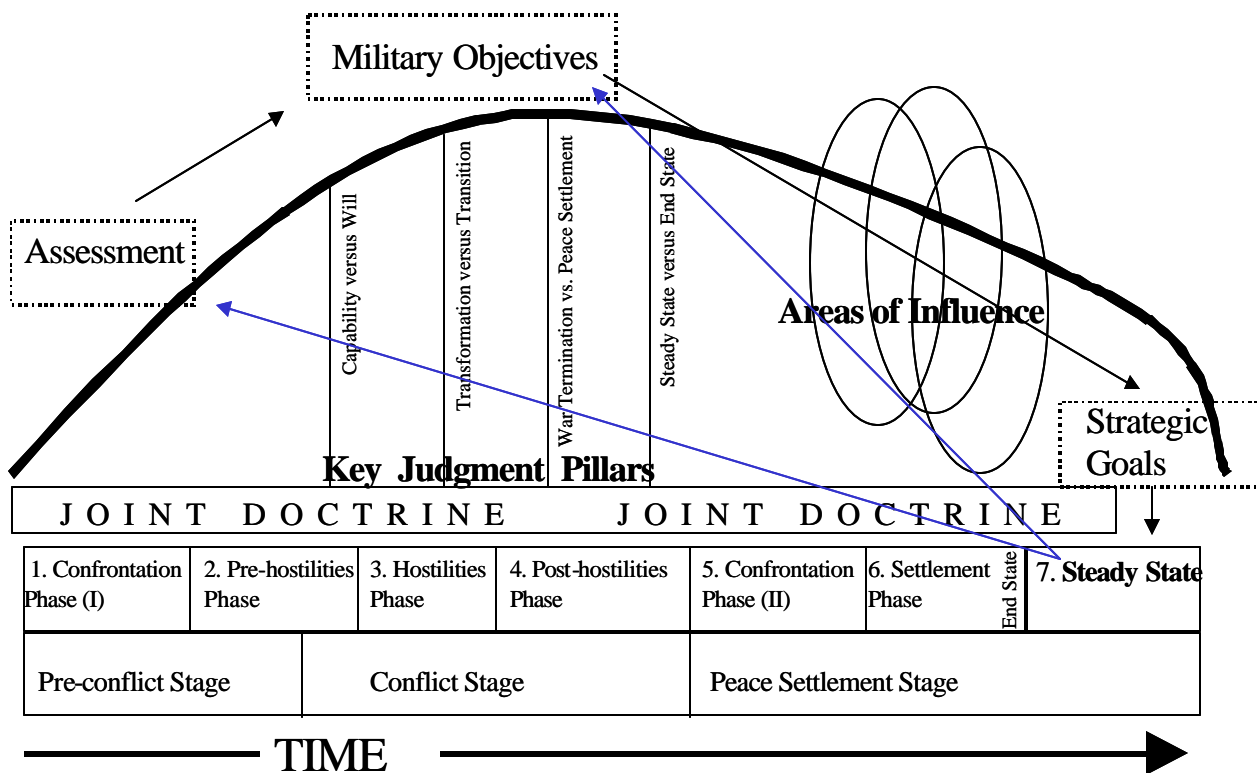 Military Objectives
Assessment
Capability versus Will
Transformation versus Transition
War Termination vs. Peace Settlement
Steady State versus End State
Areas of Influence
Strategic
Goals
Key Judgment Pillars
JOINT DOCTRINE JOINT DOCTRINE
1. Confrontation
Phase (I)
2. Pre-hostilities
Phase
3. Hostilities
Phase
4. Post-hostilities
Phase
5. Confrontation
Phase (II)
6. Settlement
Phase
End State
7. Steady State
Pre-conflict Stage
Conflict Stage
Peace Settlement Stage
TIME